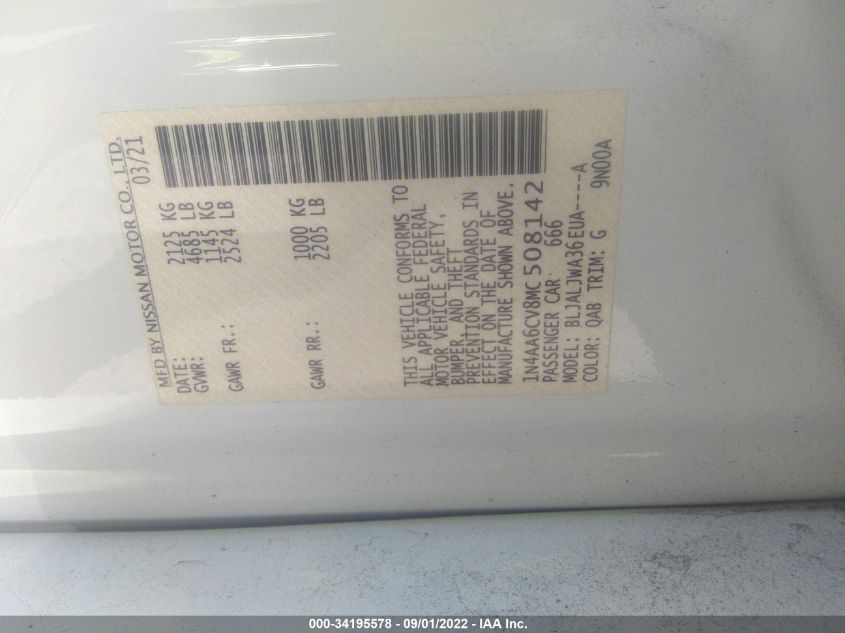 MFD BY NISSAN MOTOR CO., LTD.
DATE: 03/21
GVWR: 2125 KG
4685 LB
GAWR FR.: 1145 KG
2524 LB
GAWR RR.: 1000 KG
2205 LB
THIS VEHICLE CONFORMS TO
ALL APPLICABLE FEDERAL
MOTOR VEHICLE SAFETY,
BUMPER, AND THEFT
PREVENTION STANDARDS IN
EFFECT ON THE DATE OF
MANUFACTURE SHOWN ABOVE.
1N4AA6CV8MC508142
PASSENGER CAR 666
MODEL: BLJALJWA36EUA----A
COLOR: QAB TRIM: G 9N00A
000-34195578 - 09/01/2022 - IAA Inc.